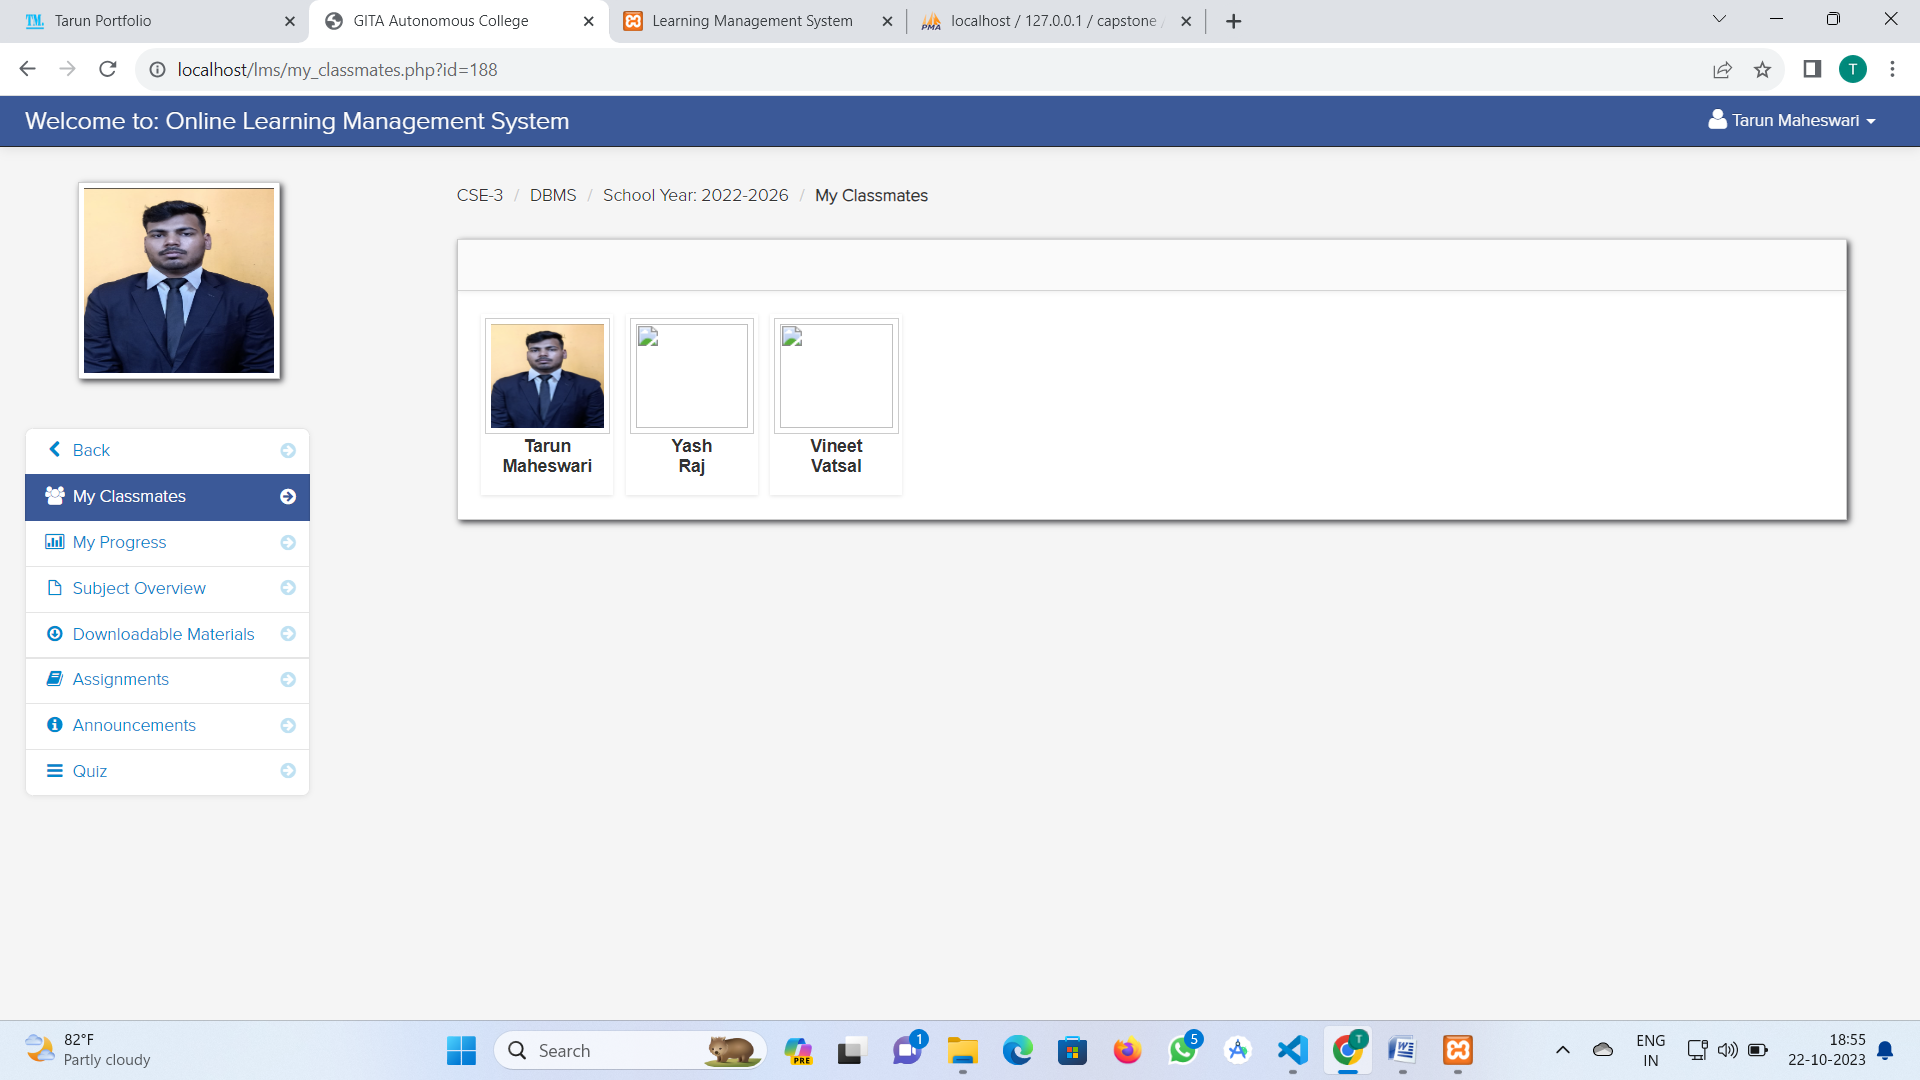 Tarun Portfolio
GITA Autonomous College
Learning Management System
localhost / 127.0.0.1 / capstone
localhost/lms/my_classmates.php?id=188
T
Welcome to: Online Learning Management System
Tarun Maheswari
CSE-3 / DBMS / School Year: 2022-2026 / My Classmates
Tarun
Maheswari
Yash
Raj
Vineet
Vatsal
Back
My Classmates
My Progress
Subject Overview
Downloadable Materials
Assignments
Announcements
Quiz
82°F
Partly cloudy
Search
PRE
1
5
T
ENG
IN
18:55
22-10-2023
TM.
PMA